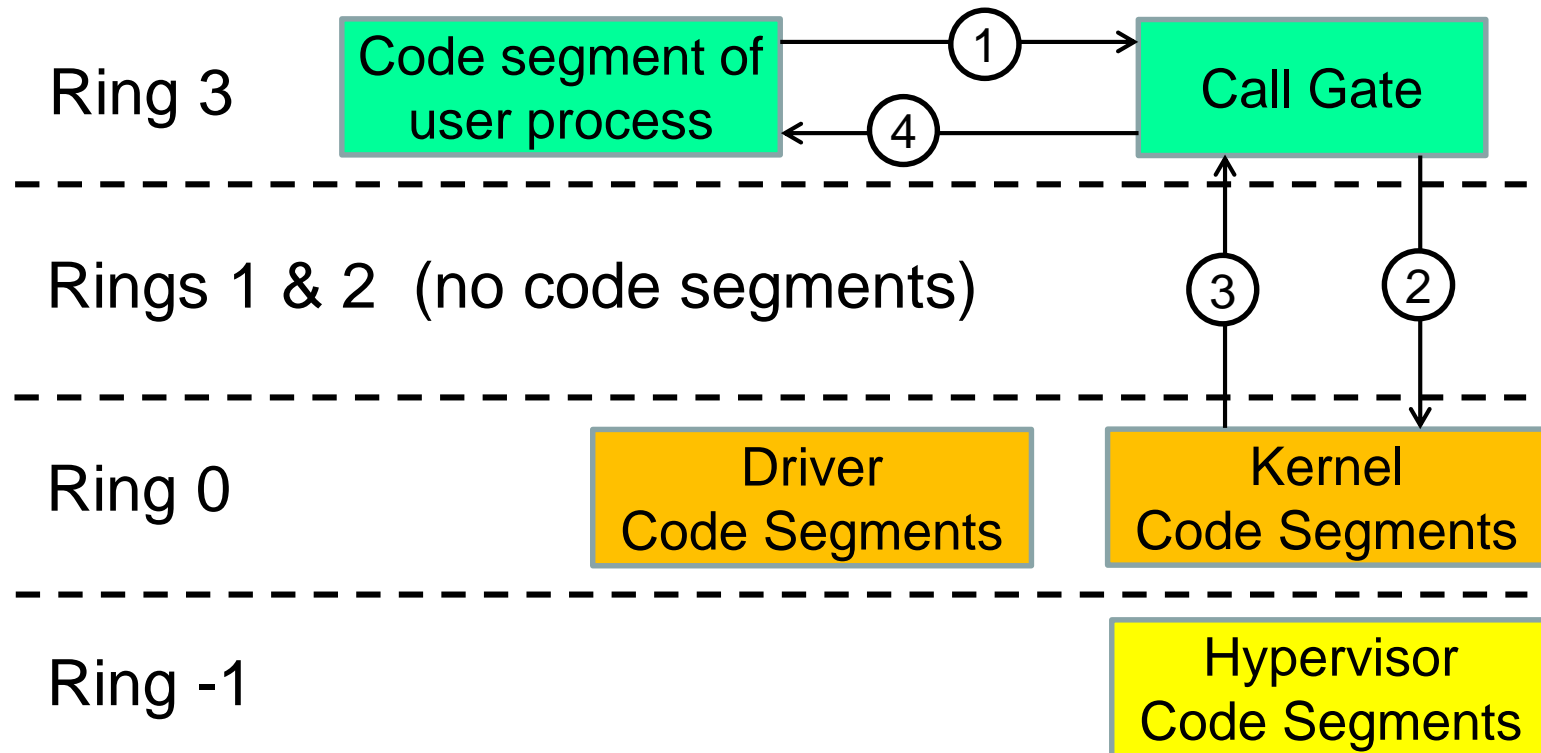 Ring 3
Code segment of
user process
1
4
Call Gate
Rings 1 & 2 (no code segments)
3
2
Ring 0
Driver
Code Segments
Kernel
Code Segments
Ring -1
Hypervisor
Code Segments